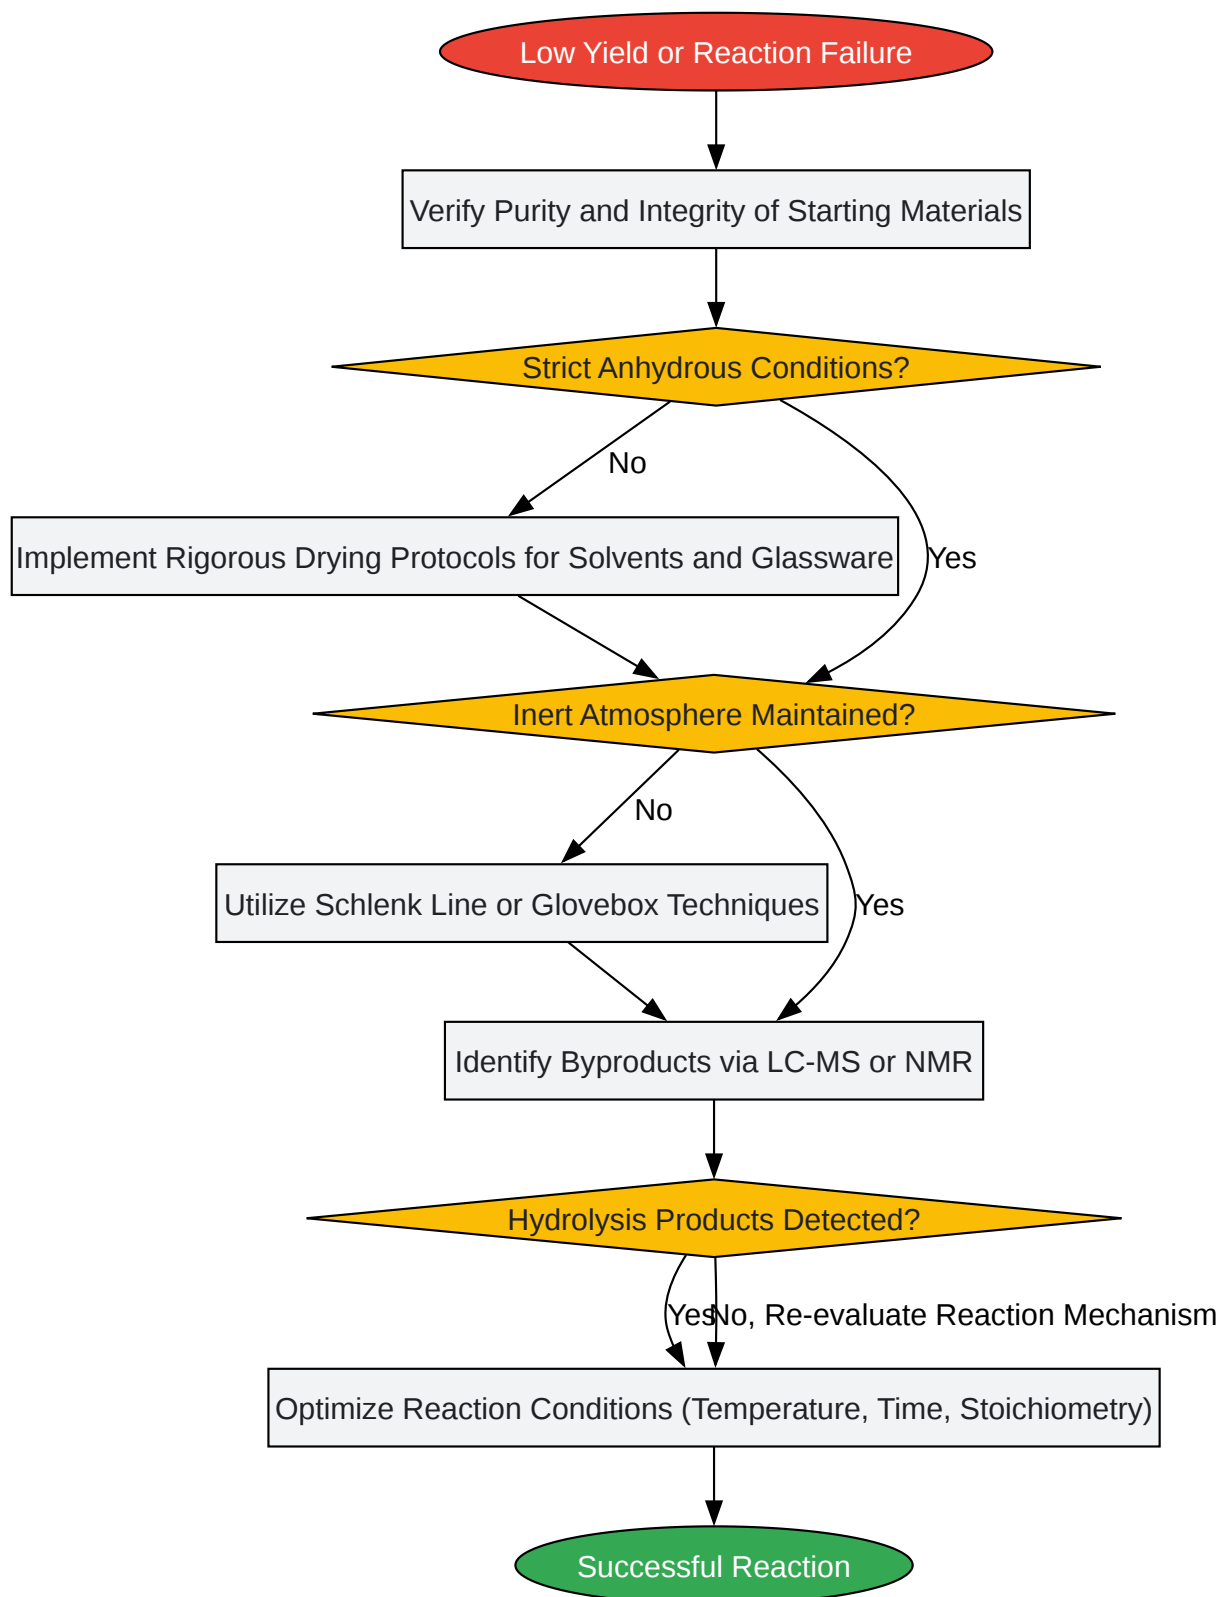 Low Yield or Reaction Failure
Verify Purity and Integrity of Starting Materials
Strict Anhydrous Conditions?
No
Implement Rigorous Drying Protocols for Solvents and Glassware
Yes
Inert Atmosphere Maintained?
No
Utilize Schlenk Line or Glovebox Techniques
Yes
Identify Byproducts via LC-MS or NMR
Hydrolysis Products Detected?
Yes
No, Re-evaluate Reaction Mechanism
Optimize Reaction Conditions (Temperature, Time, Stoichiometry)
Successful Reaction